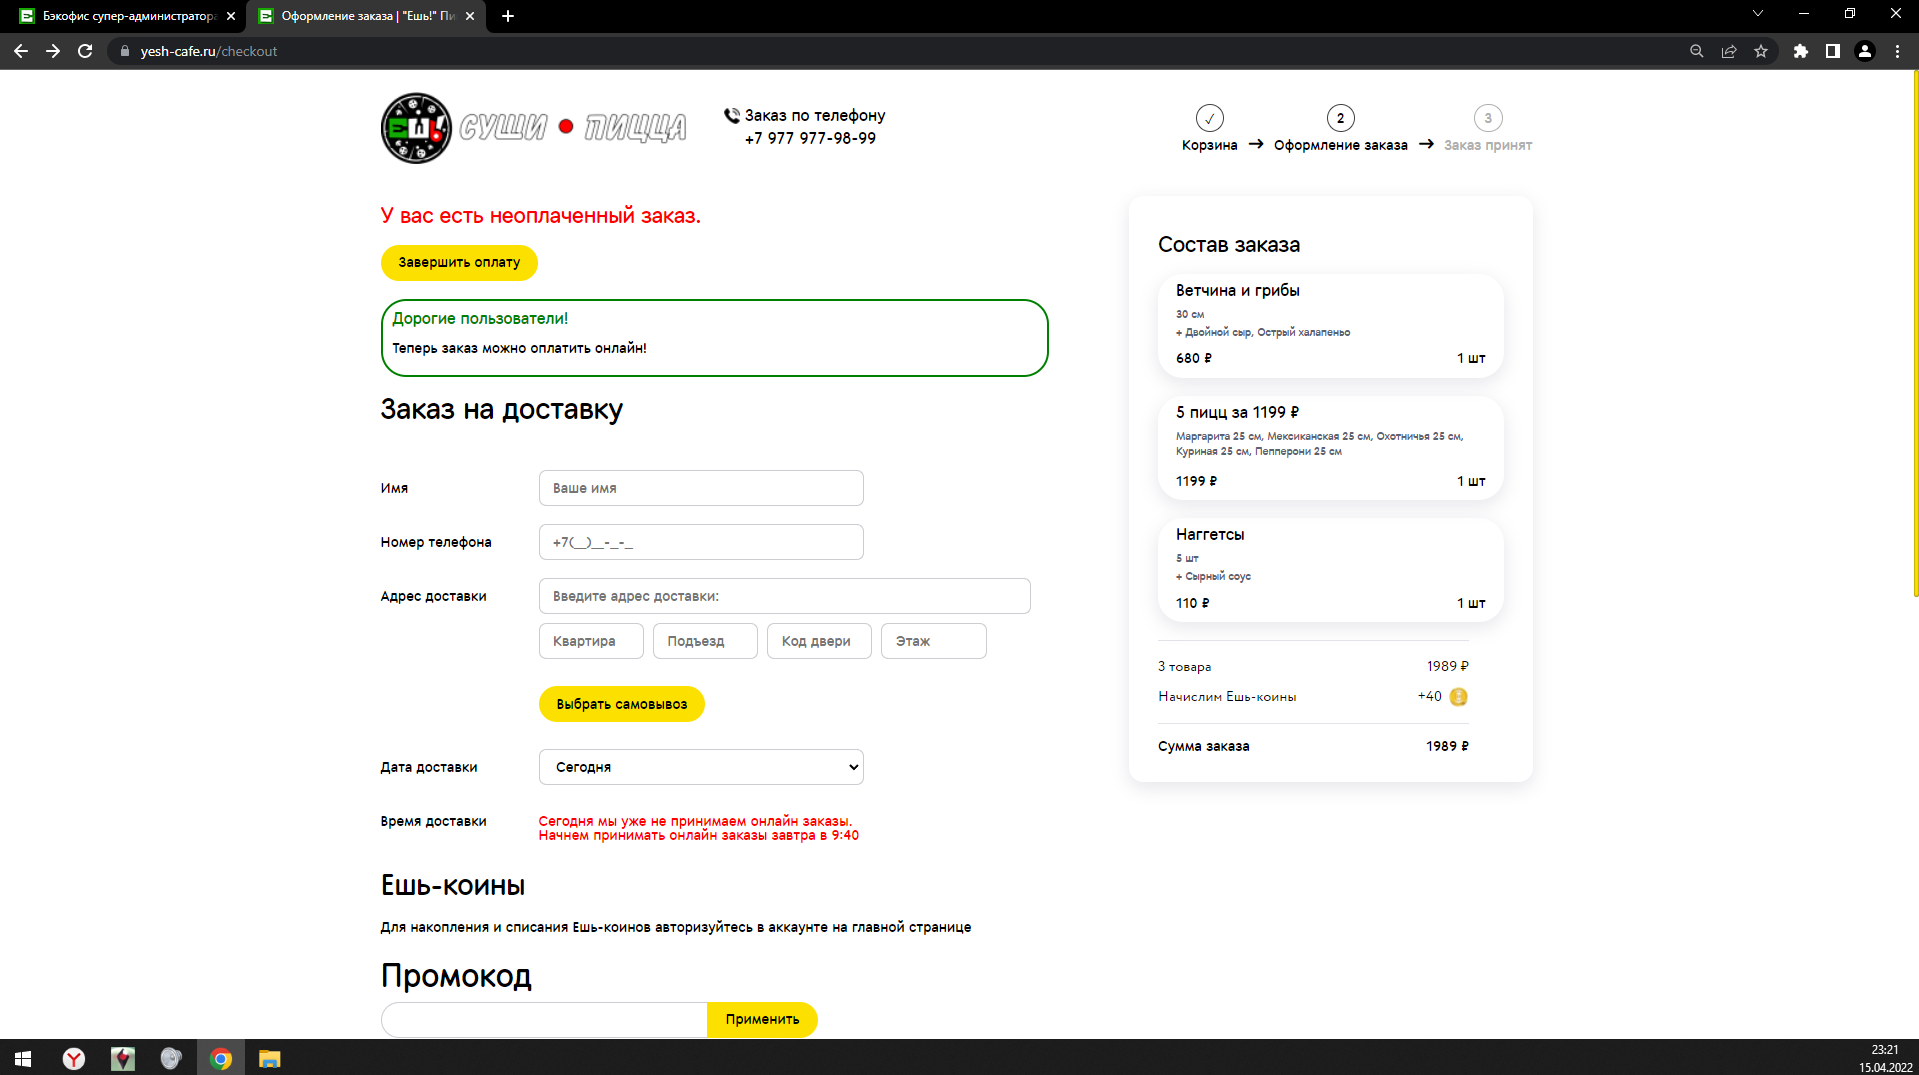 Бэкофис супер-администратора
Оформление заказа | "Ешь!" Пи
yesh-cafe.ru/checkout
ЕШЬ
СУШИ ПИЦЦА
Заказ по телефону
+7 977 977-98-99
✓
2
3
Корзина → Оформление заказа → Заказ принят
У вас есть неоплаченный заказ.
Завершить оплату
Дорогие пользователи!
Теперь заказ можно оплатить онлайн!
Заказ на доставку
Имя
Ваше имя
Номер телефона
+7(__)__-_-_
Адрес доставки
Введите адрес доставки:
Квартира
Подъезд
Код двери
Этаж
Выбрать самовывоз
Дата доставки
Сегодня
Время доставки
Сегодня мы уже не принимаем онлайн заказы.
Начнем принимать онлайн заказы завтра в 9:40
Ешь-коины
Для накопления и списания Ешь-коинов авторизуйтесь в аккаунте на главной странице
Промокод
Применить
Состав заказа
Ветчина и грибы
30 см
+ Двойной сыр, Острый халапеньо
680 ₽ 1 шт
5 пицц за 1199 ₽
Маргарита 25 см, Мексиканская 25 см, Охотничья 25 см,
Куриная 25 см, Пепперони 25 см
1199 ₽ 1 шт
Наггетсы
5 шт
+ Сырный соус
110 ₽ 1 шт
3 товара 1989 ₽
Начислим Ешь-коины +40
Сумма заказа 1989 ₽
23:21
15.04.2022